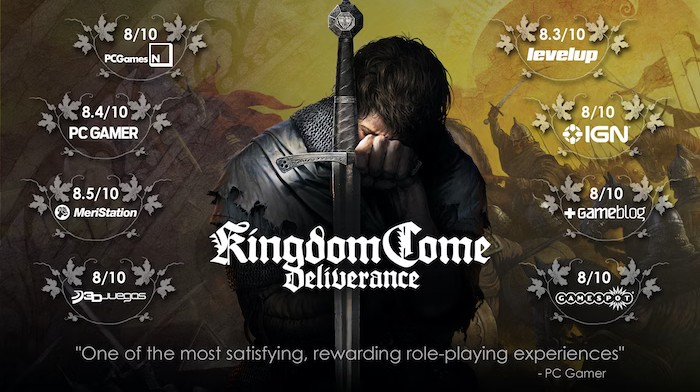 8/10
PCGamesN
8.4/10
PC GAMER
8.5/10
MeriStation
8/10
3DJuegos
8.3/10
levelup
8/10
IGN
8/10
+Gameblog
8/10
GAMESPOT
Kingdom Come
Deliverance
"One of the most satisfying, rewarding role-playing experiences"
- PC Gamer